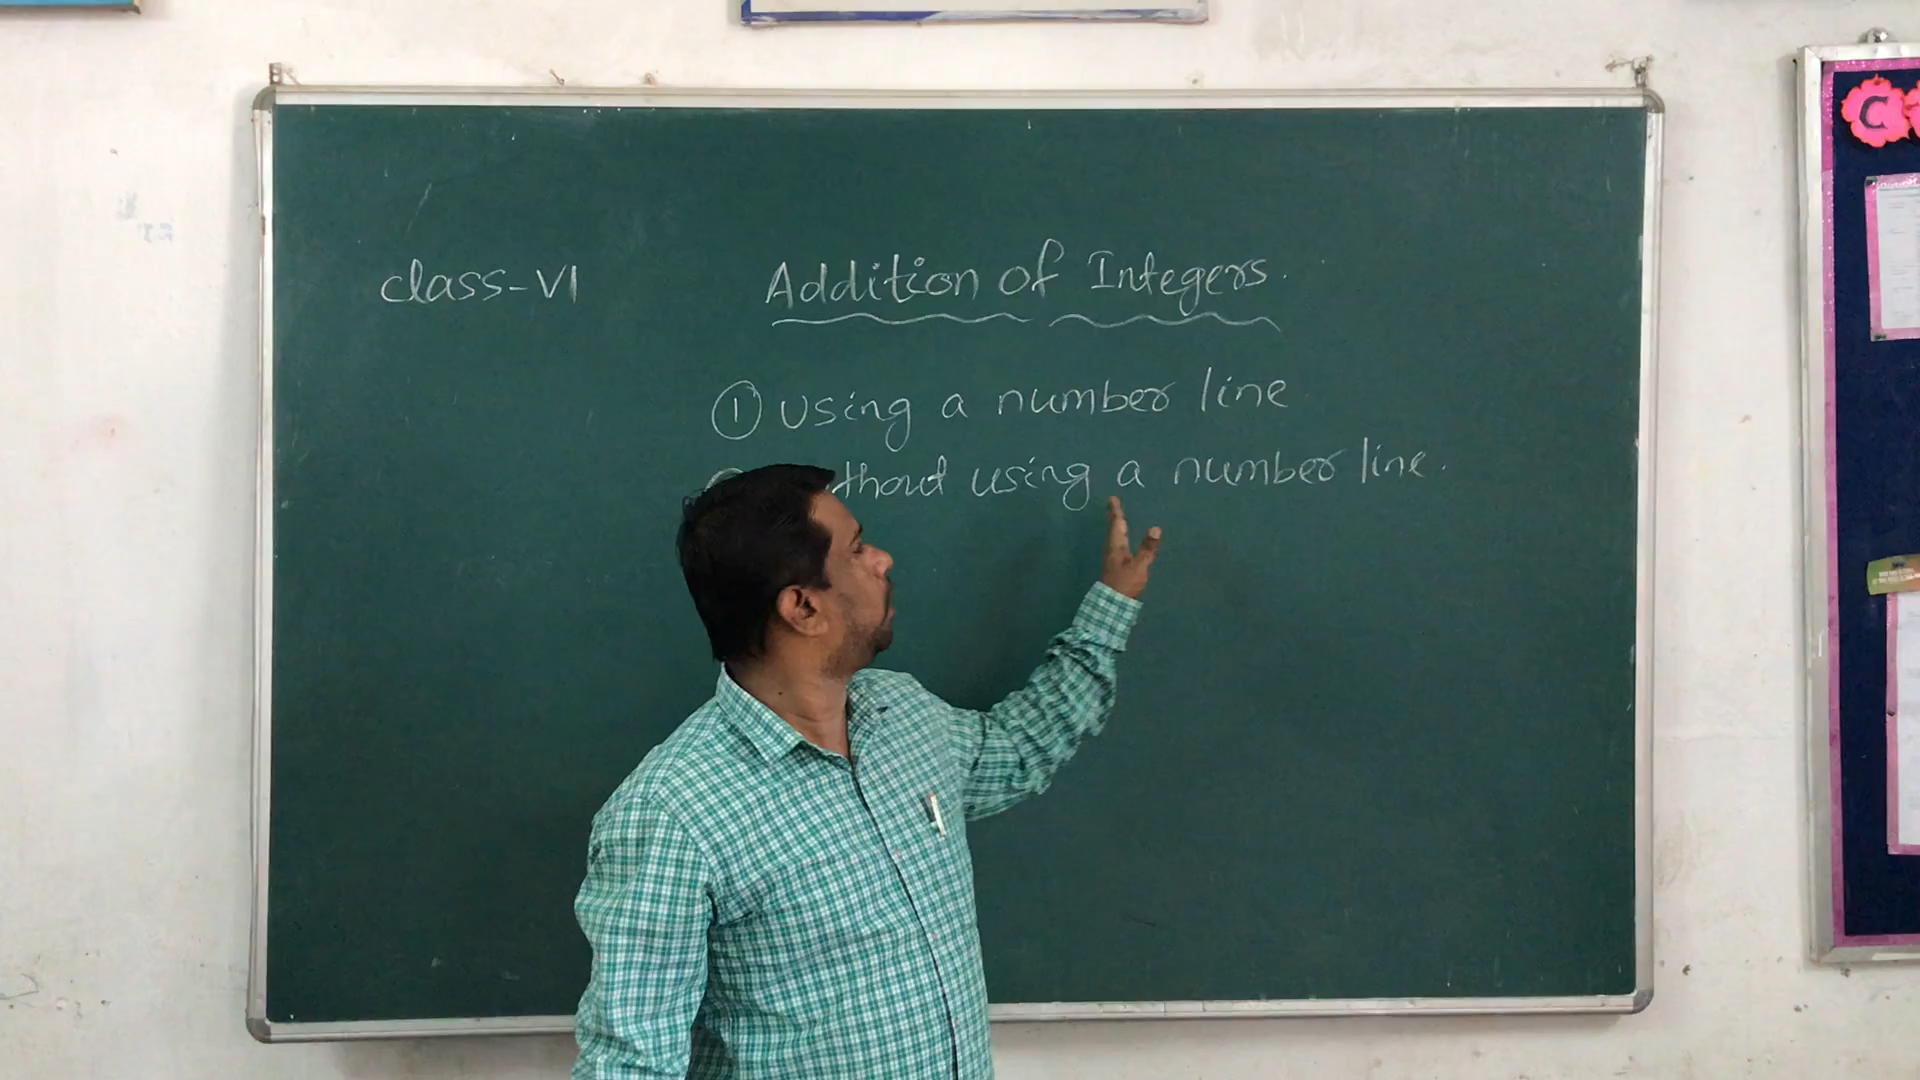 class-VI
Addition of Integers.
① Using a number line
thout using a number line.
C